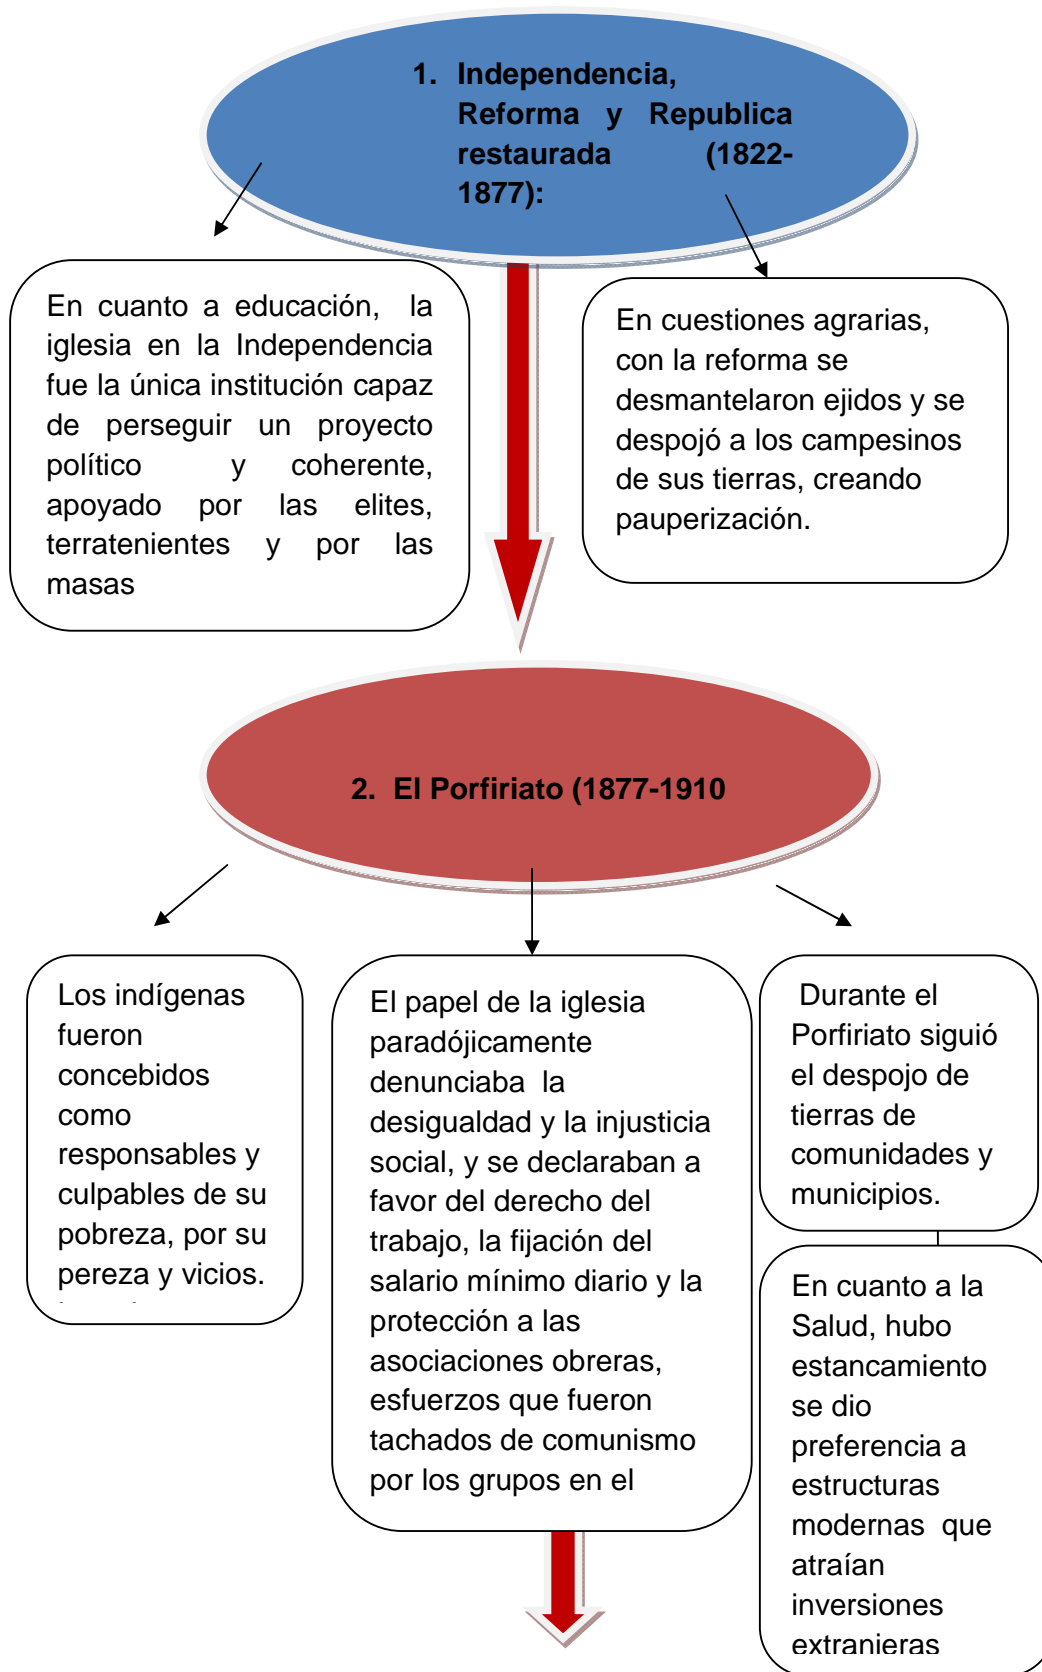 1. Independencia,
Reforma y Republica
restaurada (1822-
1877):
En cuanto a educación, la
iglesia en la Independencia
fue la única institución capaz
de perseguir un proyecto
político y coherente,
apoyado por las elites,
terratenientes y por las
masas
En cuestiones agrarias,
con la reforma se
desmantelaron ejidos y se
despojó a los campesinos
de sus tierras, creando
pauperización.
2. El Porfiriato (1877-1910
Los indígenas
fueron
concebidos
como
responsables y
culpables de su
pobreza, por su
pereza y vicios.
El papel de la iglesia
paradójicamente
denunciaba la
desigualdad y la injusticia
social, y se declaraban a
favor del derecho del
trabajo, la fijación del
salario mínimo diario y la
protección a las
asociaciones obreras,
esfuerzos que fueron
tachados de comunismo
por los grupos en el
Durante el
Porfiriato siguió
el despojo de
tierras de
comunidades y
municipios.
En cuanto a la
Salud, hubo
estancamiento
se dio
preferencia a
estructuras
modernas que
atraían
inversiones
extranjeras